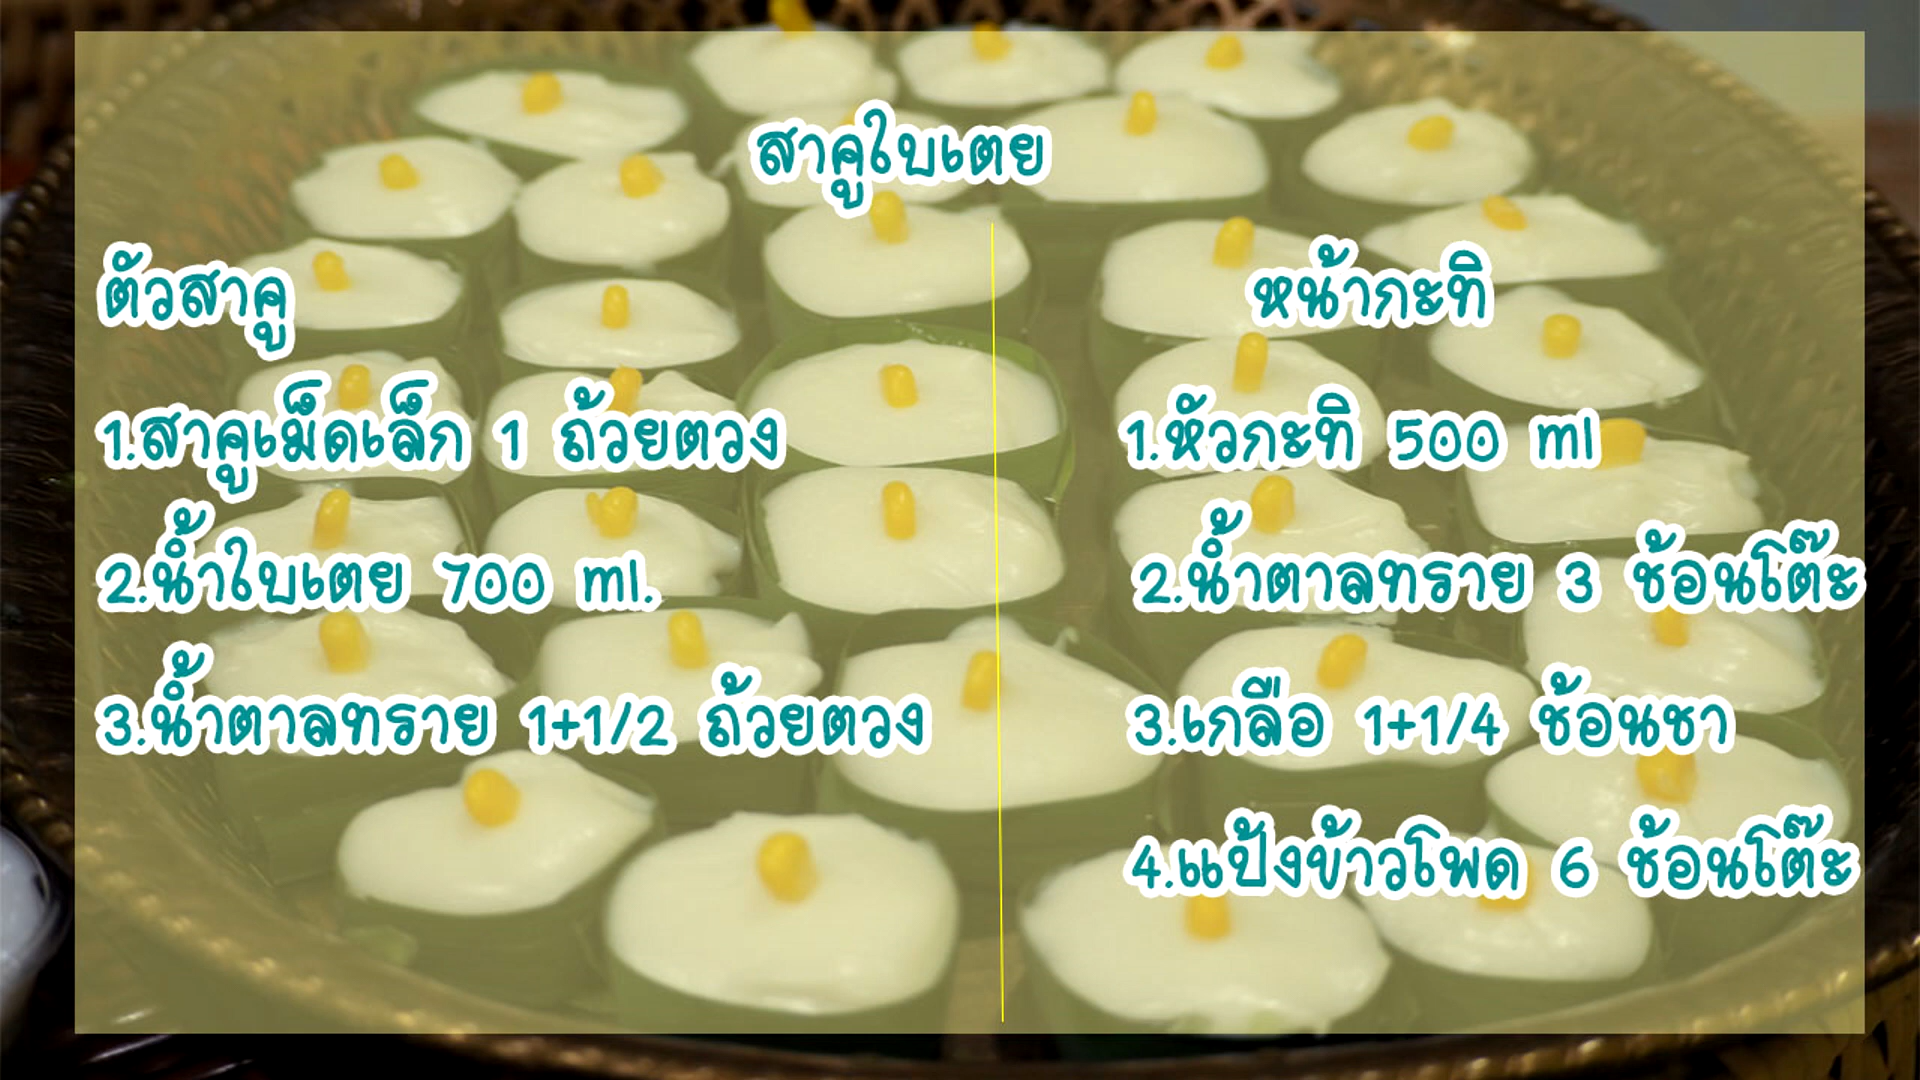 สาคูใบเตย
ตัวสาคู
1.สาคูเม็ดเล็ก 1 ถ้วยตวง
2.น้ำใบเตย 700 ml.
3.น้ำตาลทราย 1+1/2 ถ้วยตวง
หน้ากะทิ
1.หัวกะทิ 500 ml
2.น้ำตาลทราย 3 ช้อนโต๊ะ
3.เกลือ 1+1/4 ช้อนชา
4.แป้งข้าวโพด 6 ช้อนโต๊ะ